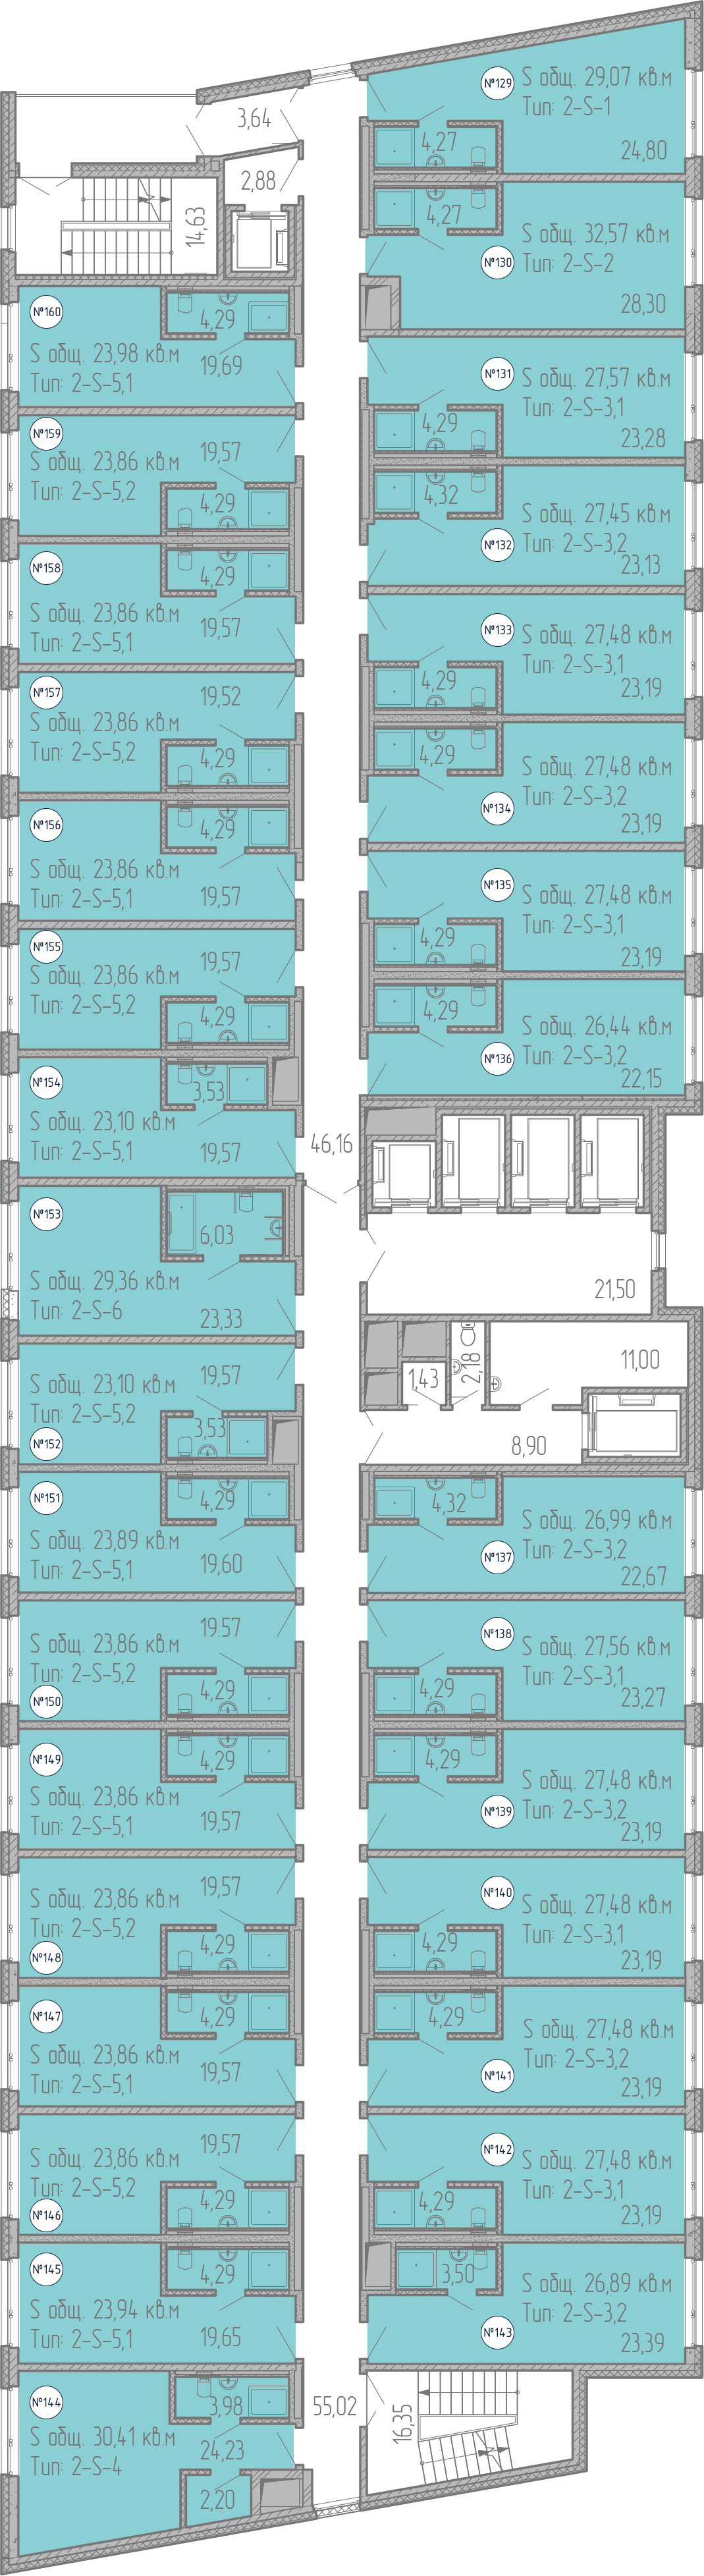 3,64
2,88
14,63
№129
S общ. 29,07 кв.м
Тип: 2-S-1
4,27
24,80
4,27
№130
S общ. 32,57 кв.м
Тип: 2-S-2
28,30
№160
4,29
S общ. 23,98 кв.м
19,69
Тип: 2-S-5,1
№131
S общ. 27,57 кв.м
Тип: 2-S-3,1
4,29
23,28
№159
19,57
S общ. 23,86 кв.м
Тип: 2-S-5,2
4,29
4,32
№132
S общ. 27,45 кв.м
Тип: 2-S-3,2
23,13
№158
4,29
S общ. 23,86 кв.м
19,57
Тип: 2-S-5,1
№133
S общ. 27,48 кв.м
Тип: 2-S-3,1
4,29
23,19
№157
19,52
S общ. 23,86 кв.м
Тип: 2-S-5,2
4,29
4,29
№134
S общ. 27,48 кв.м
Тип: 2-S-3,2
23,19
№156
4,29
S общ. 23,86 кв.м
Тип: 2-S-5,1
19,57
№135
S общ. 27,48 кв.м
Тип: 2-S-3,1
4,29
23,19
№155
19,57
S общ. 23,86 кв.м
Тип: 2-S-5,2
4,29
4,29
№136
S общ. 26,44 кв.м
Тип: 2-S-3,2
22,15
№154
3,53
S общ. 23,10 кв.м
Тип: 2-S-5,1
19,57
46,16
№153
6,03
S общ. 29,36 кв.м
Тип: 2-S-6
23,33
21,50
19,57
S общ. 23,10 кв.м
Тип: 2-S-5,2
3,53
№152
1,43
2,18
11,00
8,90
№151
4,29
S общ. 23,89 кв.м
Тип: 2-S-5,1
19,60
4,32
№137
S общ. 26,99 кв.м
Тип: 2-S-3,2
22,67
19,57
S общ. 23,86 кв.м
Тип: 2-S-5,2
4,29
№150
№138
S общ. 27,56 кв.м
Тип: 2-S-3,1
4,29
23,27
№149
4,29
S общ. 23,86 кв.м
Тип: 2-S-5,1
19,57
4,29
№139
S общ. 27,48 кв.м
Тип: 2-S-3,2
23,19
19,57
S общ. 23,86 кв.м
Тип: 2-S-5,2
4,29
№148
№140
S общ. 27,48 кв.м
Тип: 2-S-3,1
4,29
23,19
№147
4,29
S общ. 23,86 кв.м
Тип: 2-S-5,1
19,57
4,29
№141
S общ. 27,48 кв.м
Тип: 2-S-3,2
23,19
19,57
S общ. 23,86 кв.м
Тип: 2-S-5,2
4,29
№146
№142
S общ. 27,48 кв.м
Тип: 2-S-3,1
4,29
23,19
№145
4,29
S общ. 23,94 кв.м
Тип: 2-S-5,1
19,65
3,50
№143
S общ. 26,89 кв.м
Тип: 2-S-3,2
23,39
№144
3,98
S общ. 30,41 кв.м
24,23
Тип: 2-S-4
2,20
55,02
16,35